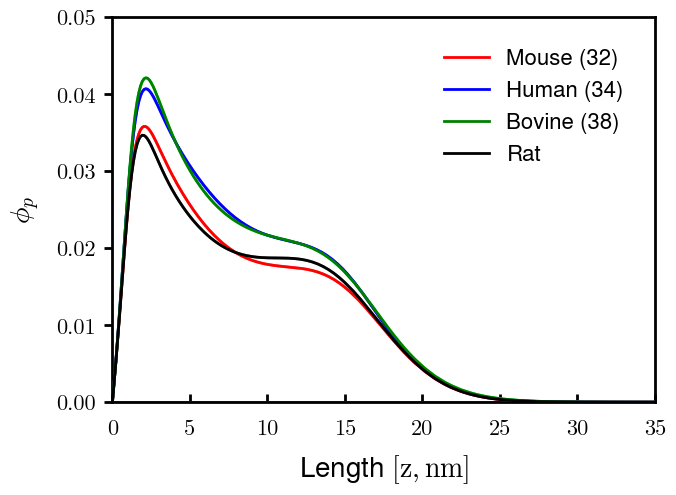 0.05
0.04
0.03
0.02
0.01
0.00
ϕₚ
Mouse (32)
Human (34)
Bovine (38)
Rat
0 5 10 15 20 25 30 35
Length [z, nm]